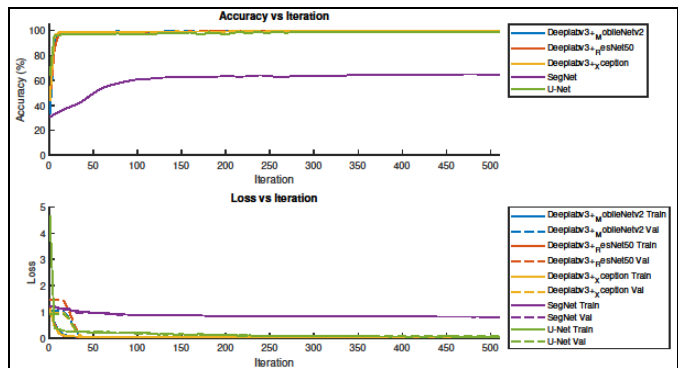 Accuracy vs Iteration
100
80
60
40
20
0
Accuracy (%)
0 50 100 150 200 250 300 350 400 450 500
Iteration
Deeplabv3+MoblieNetv2
Deeplabv3+ResNet50
Deeplabv3+Xception
SegNet
U-Net
Loss vs Iteration
5
4
3
2
1
0
Loss
0 50 100 150 200 250 300 350 400 450 500
Iteration
Deeplabv3+MoblieNetv2 Train
Deeplabv3+MoblieNetv2 Val
Deeplabv3+ResNet50 Train
Deeplabv3+ResNet50 Val
Deeplabv3+Xception Train
Deeplabv3+Xception Val
SegNet Train
SegNet Val
U-Net Train
U-Net Val